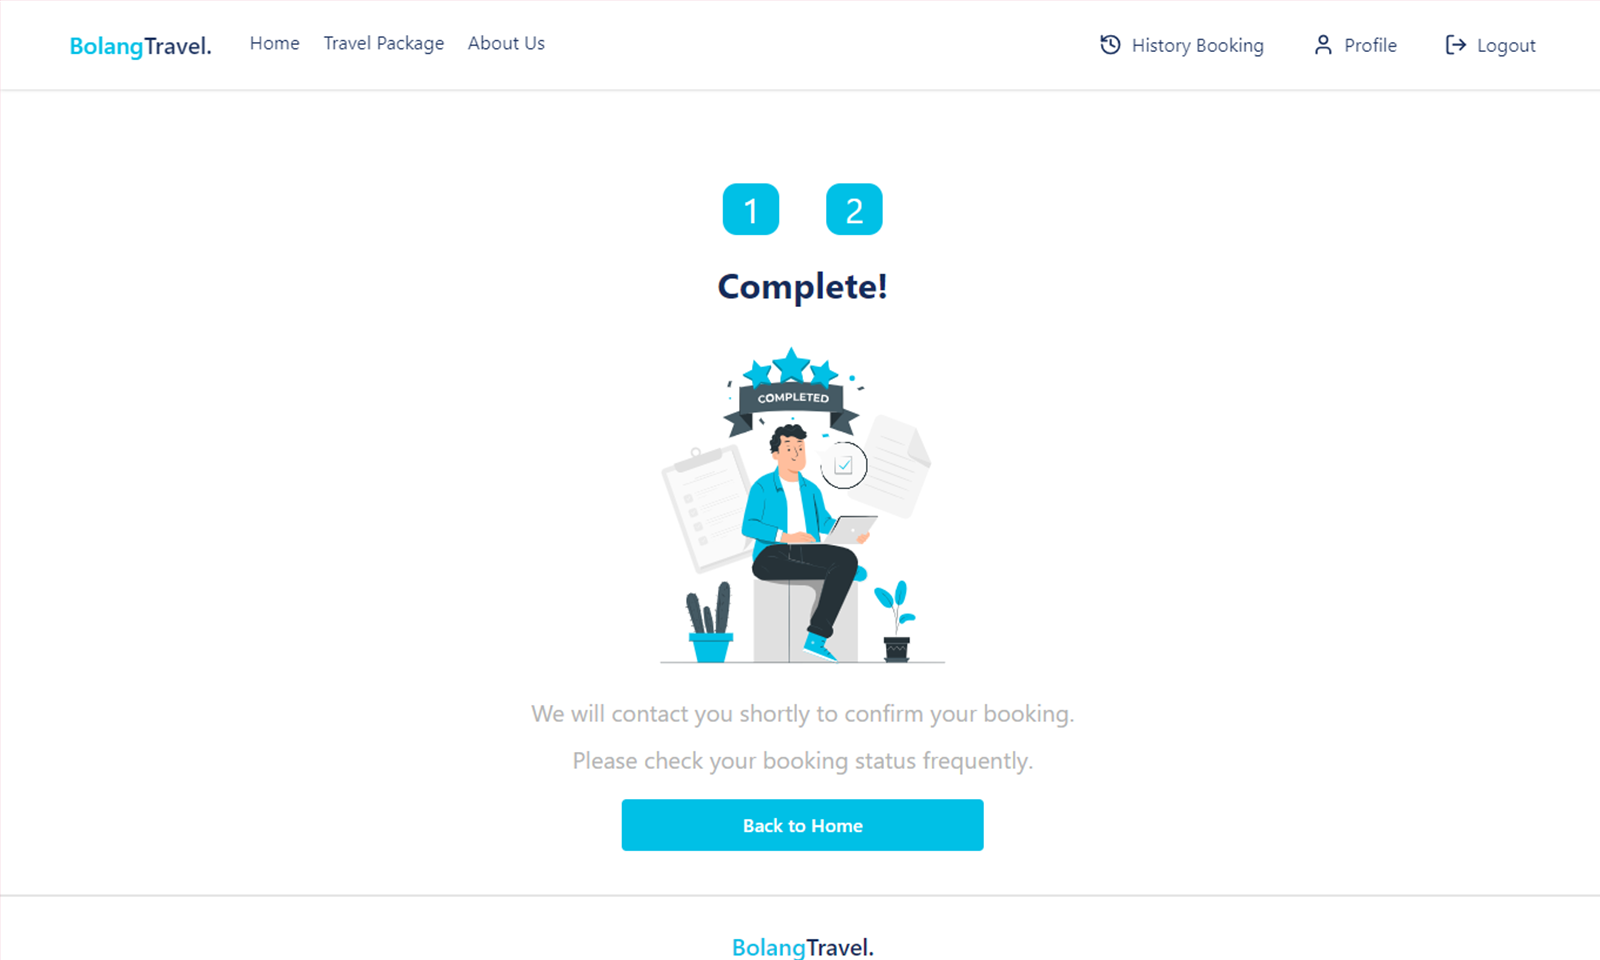 BolangTravel.
Home
Travel Package
About Us
History Booking
Profile
Logout
1
2
Complete!
COMPLETED
We will contact you shortly to confirm your booking.
Please check your booking status frequently.
Back to Home
BolangTravel.